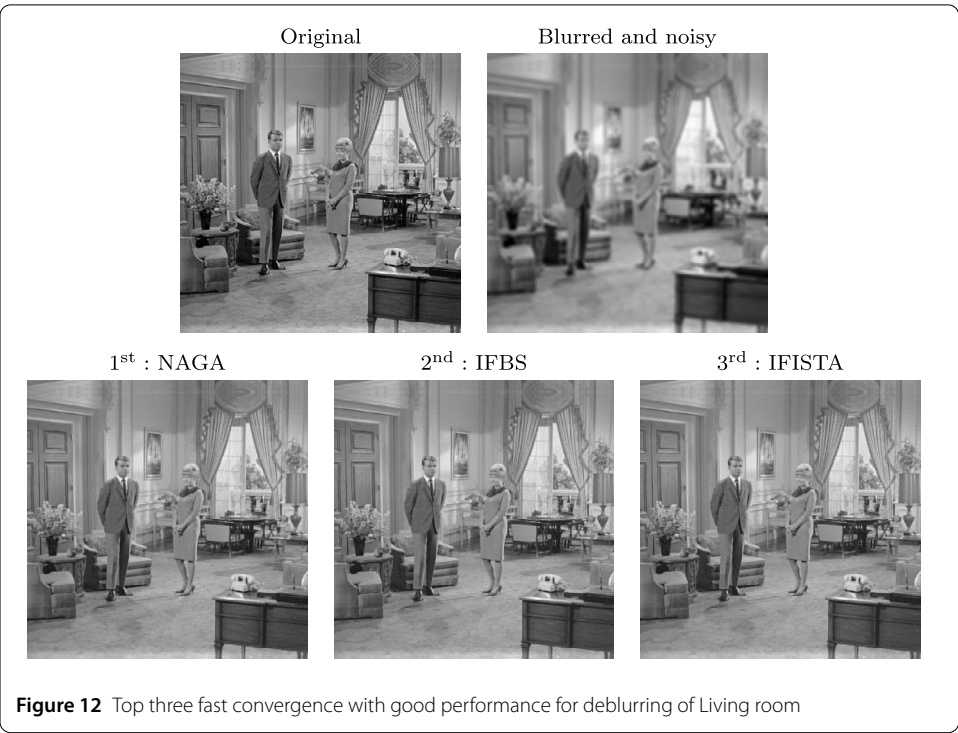 Original
Blurred and noisy
1st : NAGA
2nd : IFBS
3rd : IFISTA
Figure 12 Top three fast convergence with good performance for deblurring of Living room